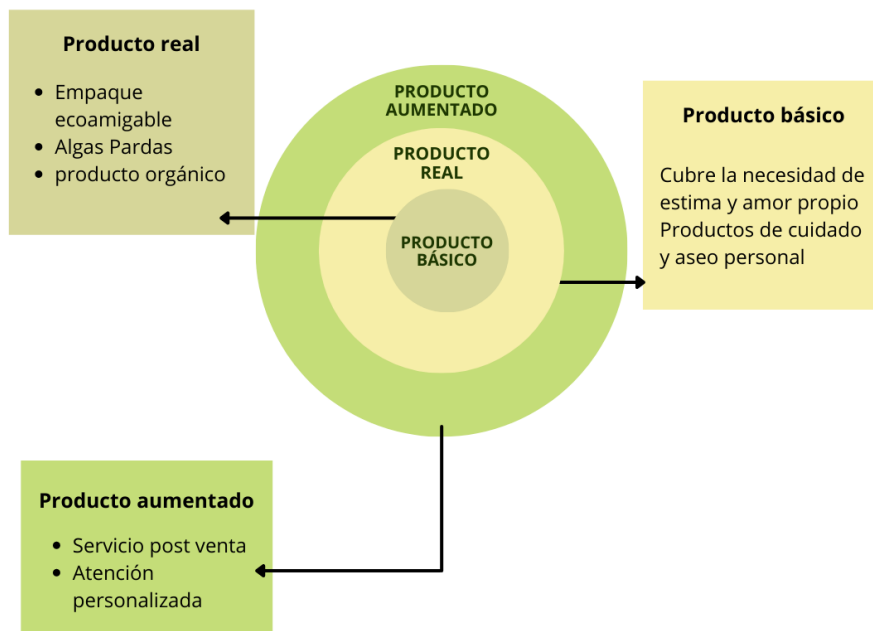 Producto real
• Empaque
ecoamigable
• Algas Pardas
• producto orgánico
PRODUCTO
AUMENTADO
PRODUCTO
REAL
PRODUCTO
BÁSICO
Producto básico
Cubre la necesidad de
estima y amor propio
Productos de cuidado
y aseo personal
Producto aumentado
• Servicio post venta
• Atención
personalizada